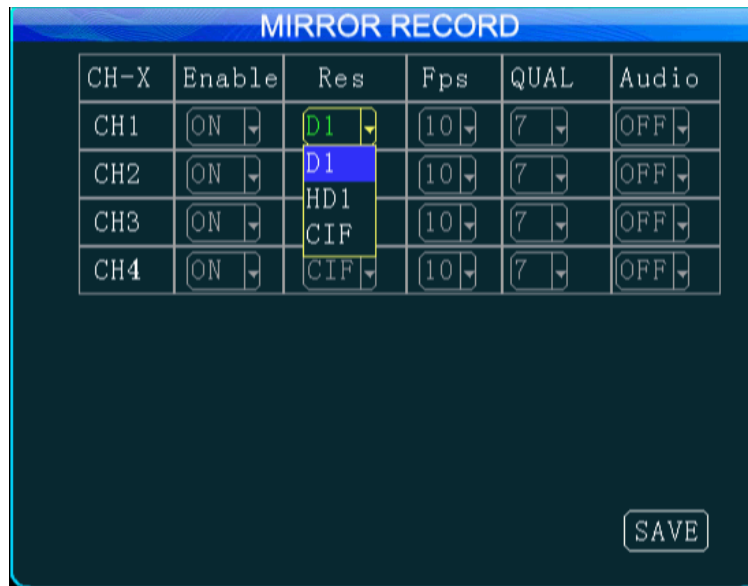 MIRROR RECORD
CH-X Enable Res Fps QUAL Audio
CH1 ON D1 10 7 OFF
CH2 ON D1 10 7 OFF
HD1
CH3 ON CIF 10 7 OFF
CH4 ON CIF 10 7 OFF
SAVE